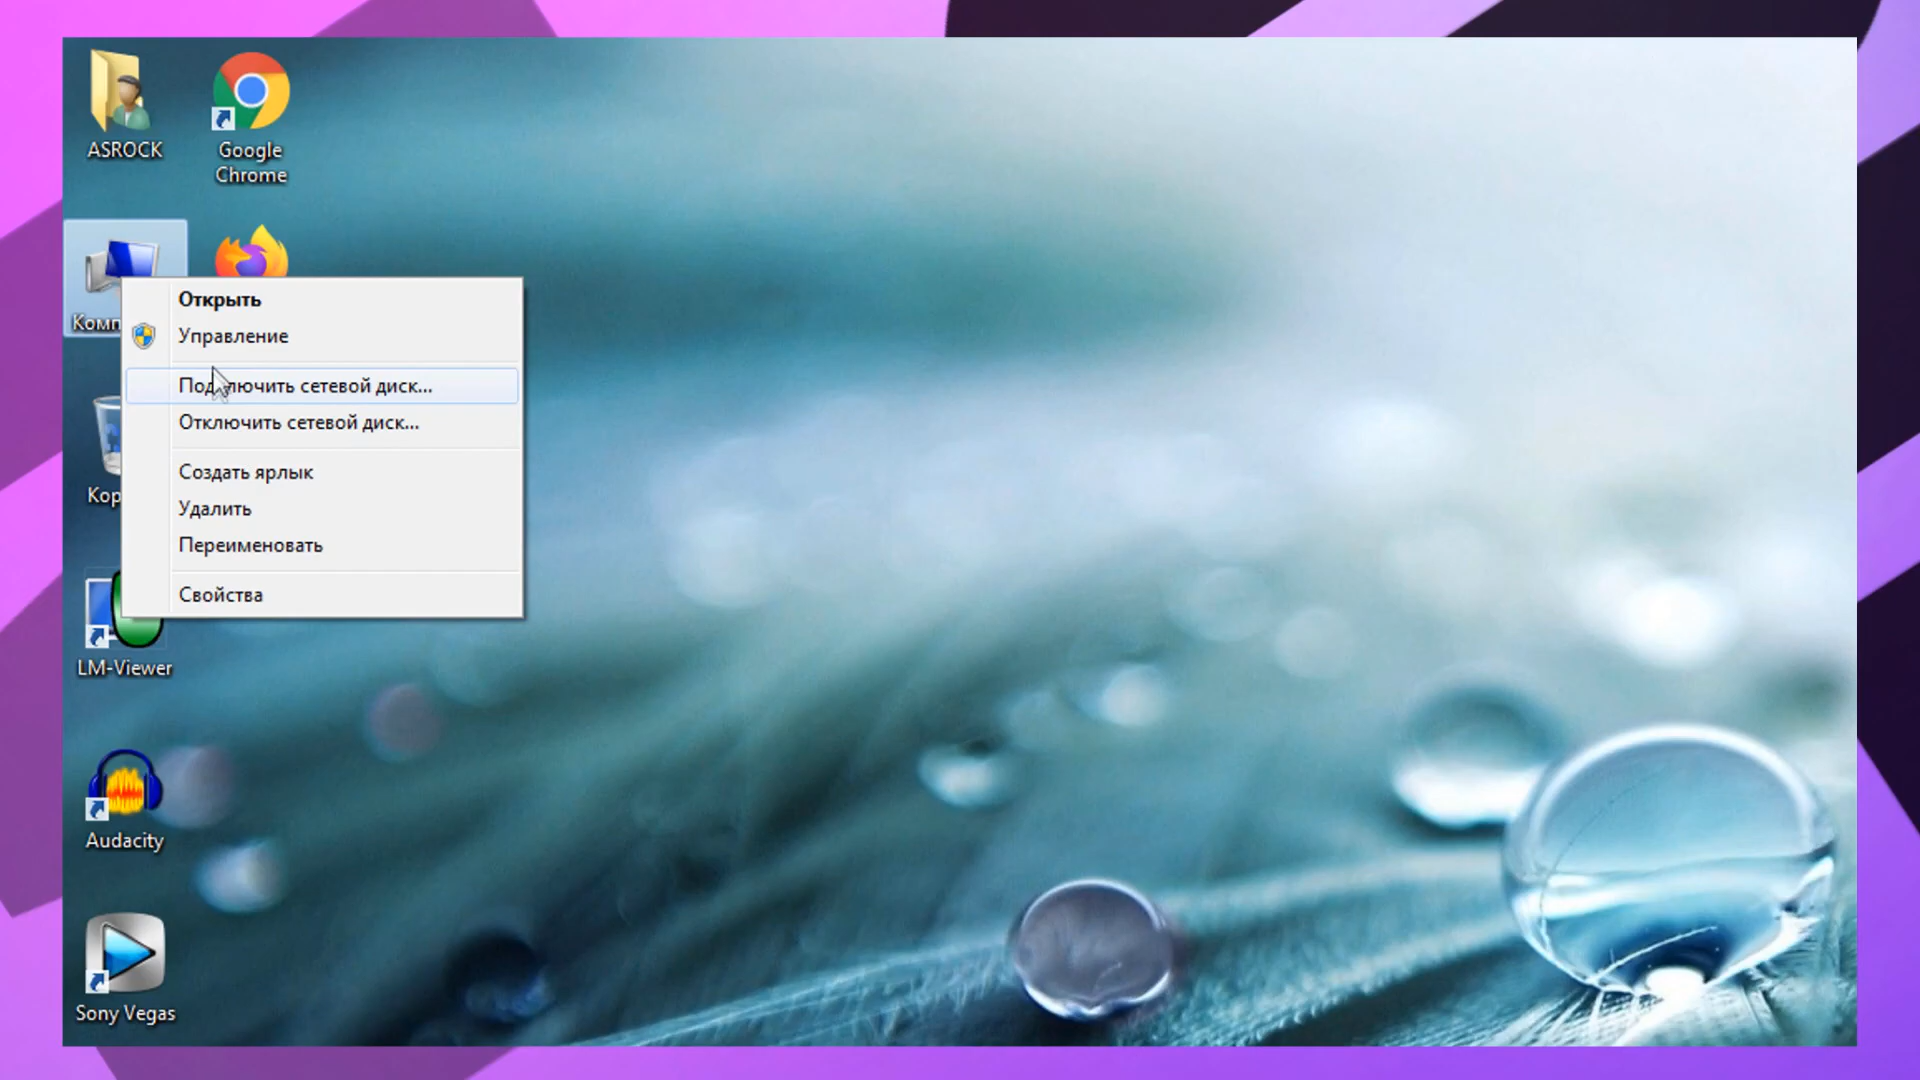 ASROCK
Google
Chrome
Открыть
Управление
Подключить сетевой диск...
Отключить сетевой диск...
Создать ярлык
Удалить
Переименовать
Свойства
LM-Viewer
Audacity
Sony Vegas